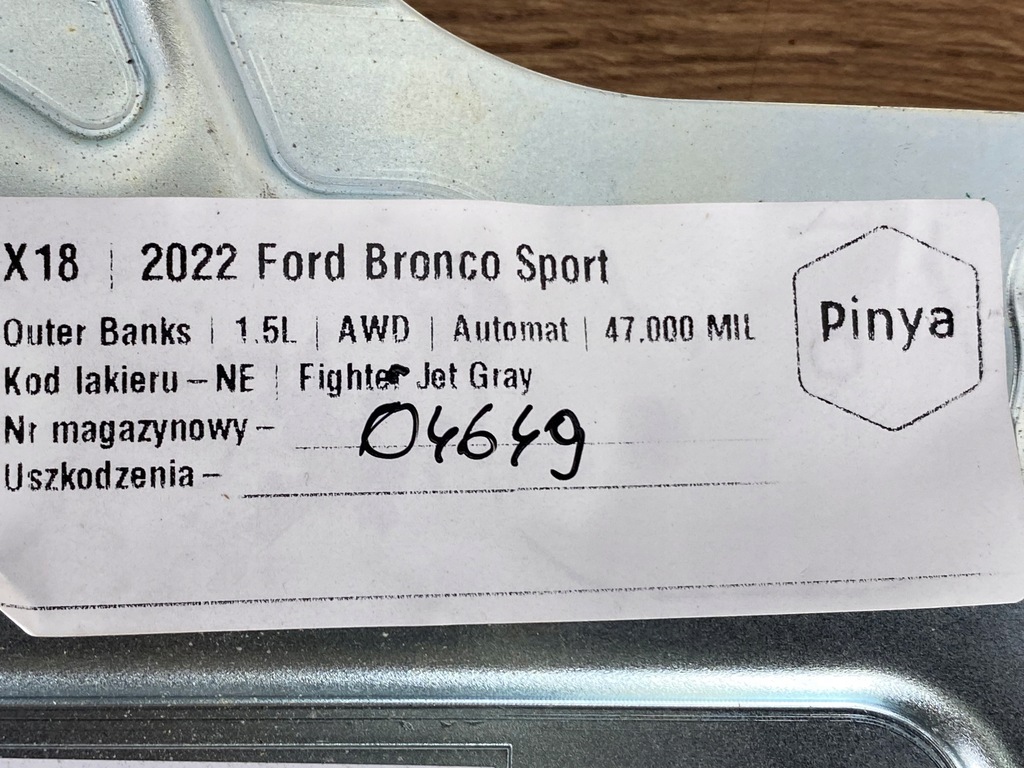 X18 | 2022 Ford Bronco Sport
Outer Banks | 1.5L | AWD | Automat | 47.000 MIL
Kod lakieru – NE | Fighter Jet Gray
Nr magazynowy – 04649
Uszkodzenia –
Pinya